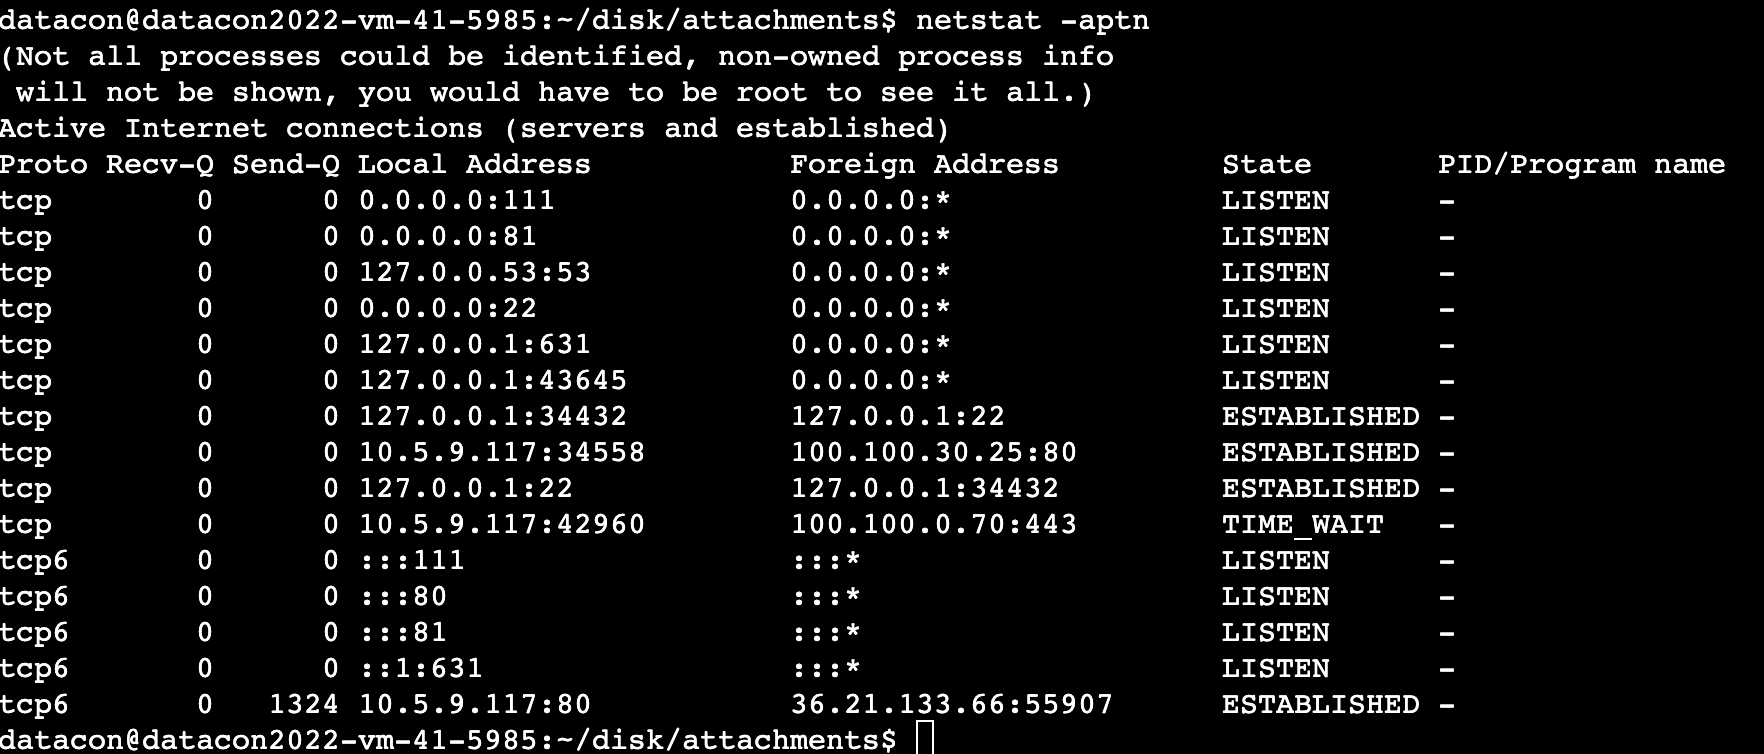 datacon@datacon2022-vm-41-5985:~/disk/attachments$ netstat -aptn
(Not all processes could be identified, non-owned process info
 will not be shown, you would have to be root to see it all.)
Active Internet connections (servers and established)
Proto Recv-Q Send-Q Local Address           Foreign Address         State       PID/Program name
tcp        0      0 0.0.0.0:111             0.0.0.0:*               LISTEN      -
tcp        0      0 0.0.0.0:81              0.0.0.0:*               LISTEN      -
tcp        0      0 127.0.0.53:53           0.0.0.0:*               LISTEN      -
tcp        0      0 0.0.0.0:22              0.0.0.0:*               LISTEN      -
tcp        0      0 127.0.0.1:631           0.0.0.0:*               LISTEN      -
tcp        0      0 127.0.0.1:43645         0.0.0.0:*               LISTEN      -
tcp        0      0 127.0.0.1:34432         127.0.0.1:22            ESTABLISHED -
tcp        0      0 10.5.9.117:34558        100.100.30.25:80        ESTABLISHED -
tcp        0      0 127.0.0.1:22            127.0.0.1:34432         ESTABLISHED -
tcp        0      0 10.5.9.117:42960        100.100.0.70:443        TIME_WAIT   -
tcp6       0      0 :::111                  :::*                    LISTEN      -
tcp6       0      0 :::80                   :::*                    LISTEN      -
tcp6       0      0 :::81                   :::*                    LISTEN      -
tcp6       0      0 ::1:631                 :::*                    LISTEN      -
tcp6       0   1324 10.5.9.117:80           36.21.133.66:55907      ESTABLISHED -
datacon@datacon2022-vm-41-5985:~/disk/attachments$